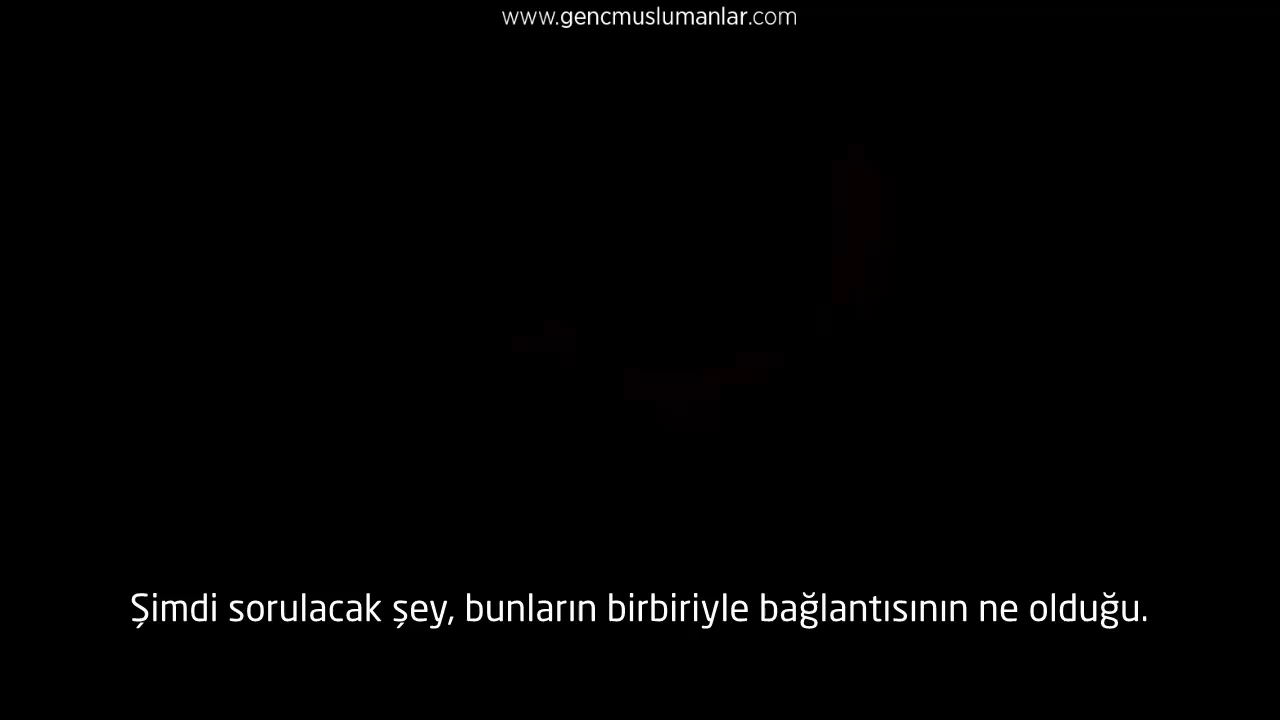 www.gencmuslumanlar.com
Şimdi sorulacak şey, bunların birbiriyle bağlantısının ne olduğu.